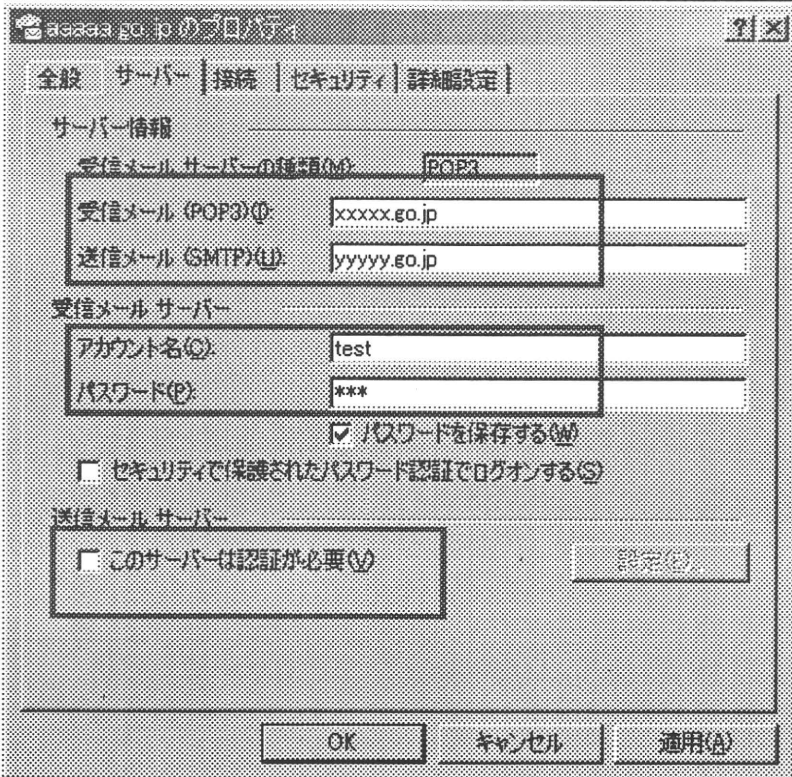 aaaaa.go.jp のプロパティ
全般 サーバー 接続 セキュリティ 詳細設定
サーバー情報
受信メール サーバーの種類(M): POP3
受信メール (POP3)(I): xxxxx.go.jp
送信メール (SMTP)(U): yyyyy.go.jp
受信メール サーバー
アカウント名(C): test
パスワード(P): ***
パスワードを保存する(W)
セキュリティで保護されたパスワード認証でログオンする(S)
送信メール サーバー
このサーバーは認証が必要(V) 設定(E)...
OK キャンセル 適用(A)